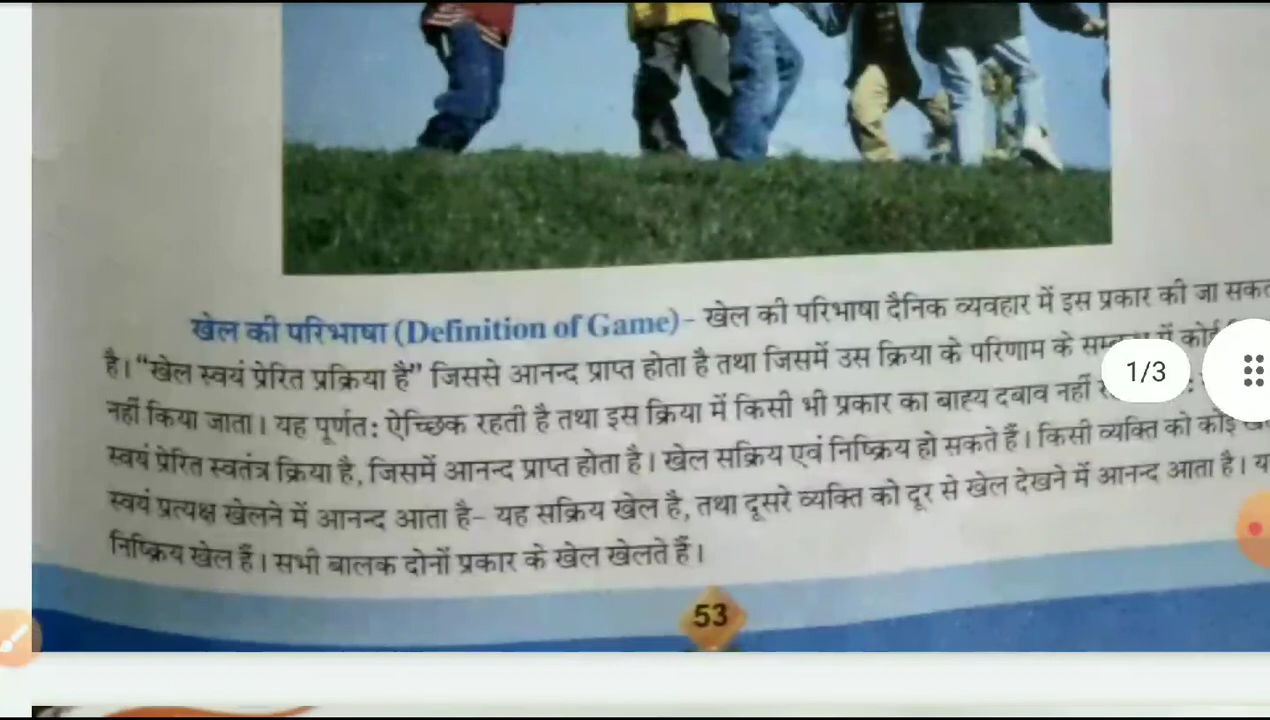 खेल की परिभाषा (Definition of Game)- खेल की परिभाषा दैनिक व्यवहार में इस प्रकार की जा
है। “खेल स्वयं प्रेरित प्रक्रिया है” जिससे आनन्द प्राप्त होता है तथा जिसमें उस क्रिया के परिणाम के में
नहीं किया जाता। यह पूर्णतः ऐच्छिक रहती है तथा इस क्रिया में किसी भी प्रकार का बाह्य दबाव नहीं
स्वयं प्रेरित स्वतंत्र क्रिया है, जिसमें आनन्द प्राप्त होता है। खेल सक्रिय एवं निष्क्रिय हो सकते हैं। किसी व्यक्ति को कोई
स्वयं प्रत्यक्ष खेलने में आनन्द आता है- यह सक्रिय खेल है, तथा दूसरे व्यक्ति को दूर से खेल देखने में आनन्द आता है।
निष्क्रिय खेल हैं। सभी बालक दोनों प्रकार के खेल खेलते हैं।
53
1/3